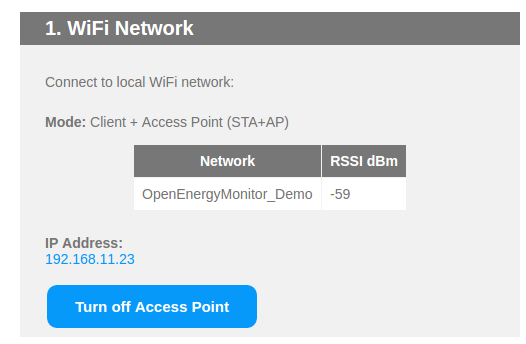 1. WiFi Network
Connect to local WiFi network:
Mode: Client + Access Point (STA+AP)
Network RSSI dBm
OpenEnergyMonitor_Demo -59
IP Address:
192.168.11.23
Turn off Access Point